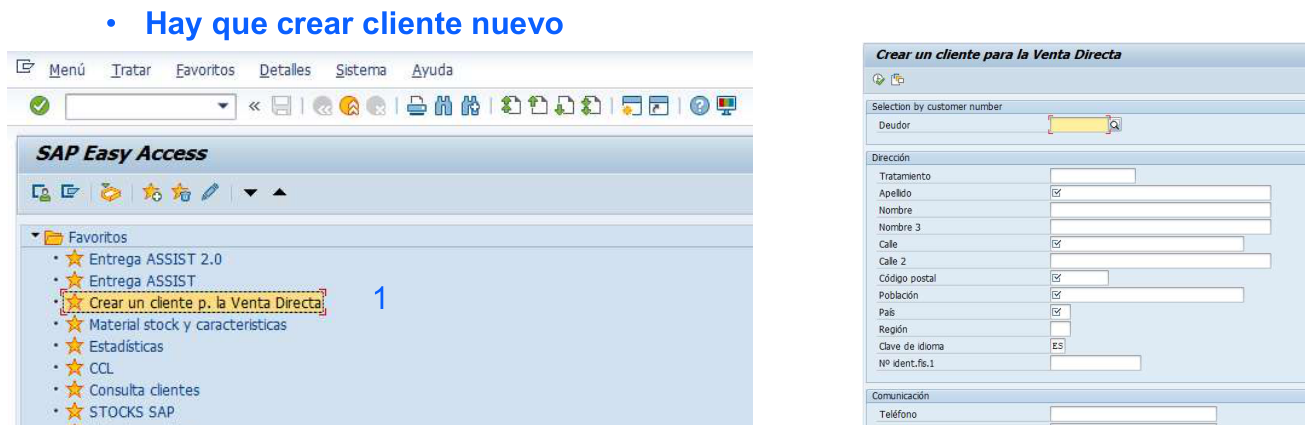 • Hay que crear cliente nuevo
Menú Tratar Favoritos Detalles Sistema Ayuda
SAP Easy Access
Favoritos
Entrega ASSIST 2.0
Entrega ASSIST
Crear un cliente p. la Venta Directa 1
Material stock y caracteristicas
Estadísticas
CCL
Consulta clientes
STOCKS SAP
Crear un cliente para la Venta Directa
Selection by customer number
Deudor
Dirección
Tratamiento
Apellido
Nombre
Nombre 3
Calle
Calle 2
Código postal
Población
País
Región
Clave de idioma ES
Nº ident.fis.1
Comunicación
Teléfono